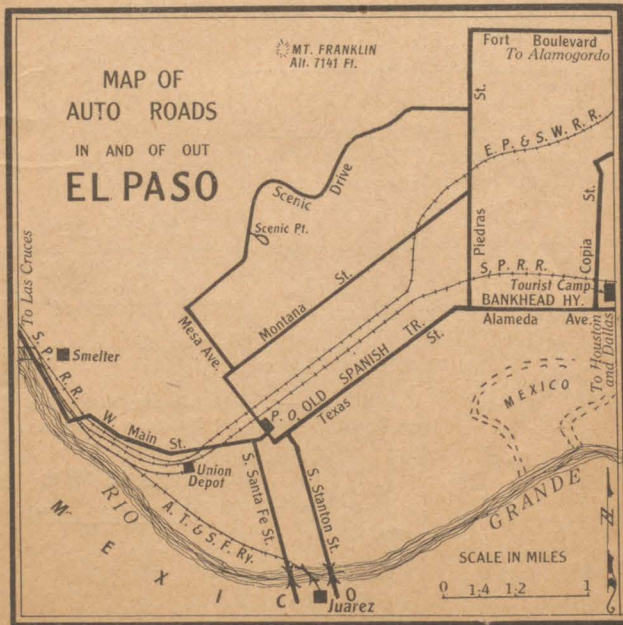 MAP OF
AUTO ROADS
IN AND OF OUT
EL PASO
MT. FRANKLIN
Alt. 7141 Ft.
Fort Boulevard
To Alamogordo
St.
Piedras
E. P. & S. W. R. R.
Copia St.
Scenic Drive
Scenic Pt.
S. P. R. R.
Tourist Camp
BANKHEAD HY.
Alameda Ave.
To Houston
and Dallas
To Las Cruces
Mesa Ave.
Montana St.
S. P. R. R.
Smelter
OLD SPANISH TR.
Texas St.
P. O.
W. Main St.
MEXICO
Union
Depot
S. Santa Fe St.
S. Stanton St.
RIO GRANDE
A. T. & S. F. Ry.
MEXICO
Juarez
N
SCALE IN MILES
0 1-4 1-2 1